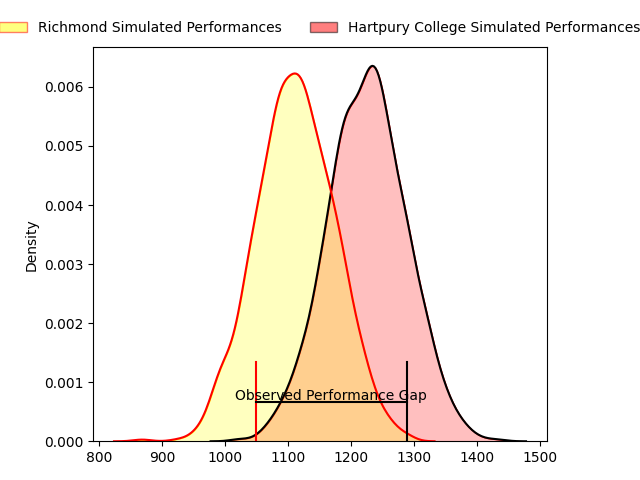 Richmond Simulated Performances
Hartpury College Simulated Performances
0.006
0.005
0.004
0.003
0.002
0.001
0.000
Density
Observed Performance Gap
800 900 1000 1100 1200 1300 1400 1500